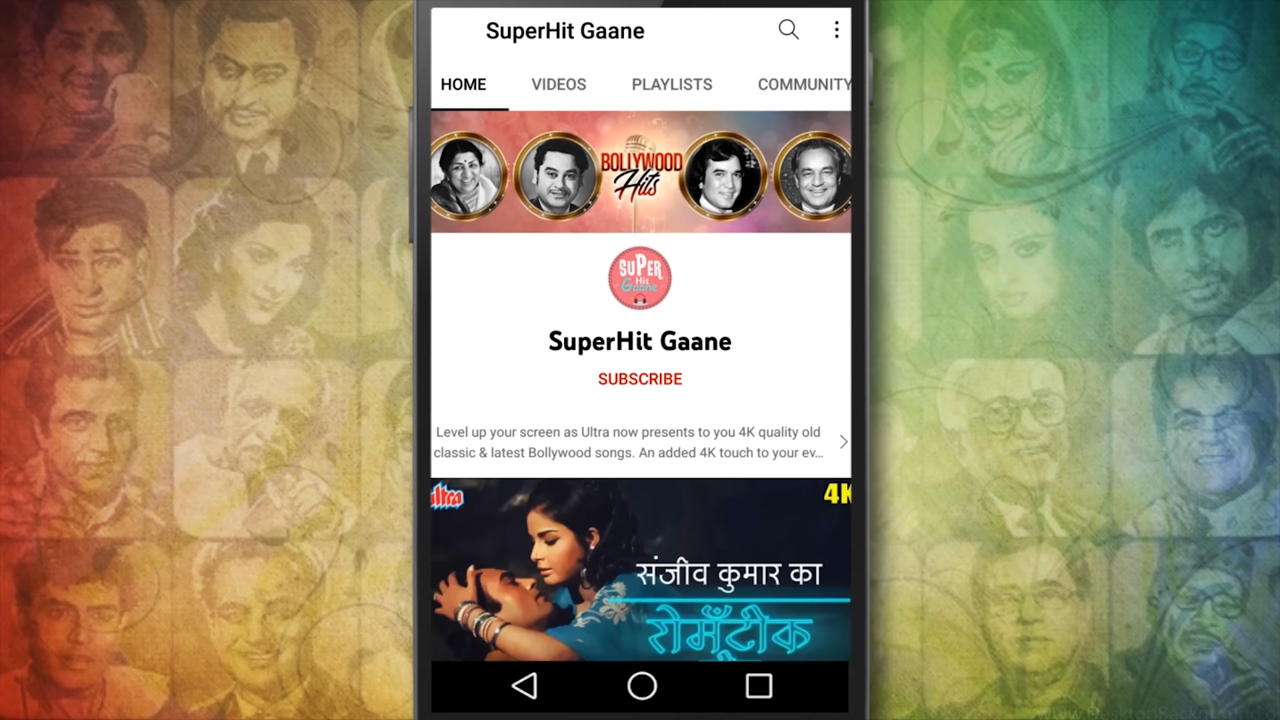 SuperHit Gaane
HOME VIDEOS PLAYLISTS COMMUNITY
BOLLYWOOD
Hits
SUPER
Hit
Gaane
SuperHit Gaane
SUBSCRIBE
Level up your screen as Ultra now presents to you 4K quality old
classic & latest Bollywood songs. An added 4K touch to your ev...
ultra
4K
संजीव कुमार का
रोमँटीक